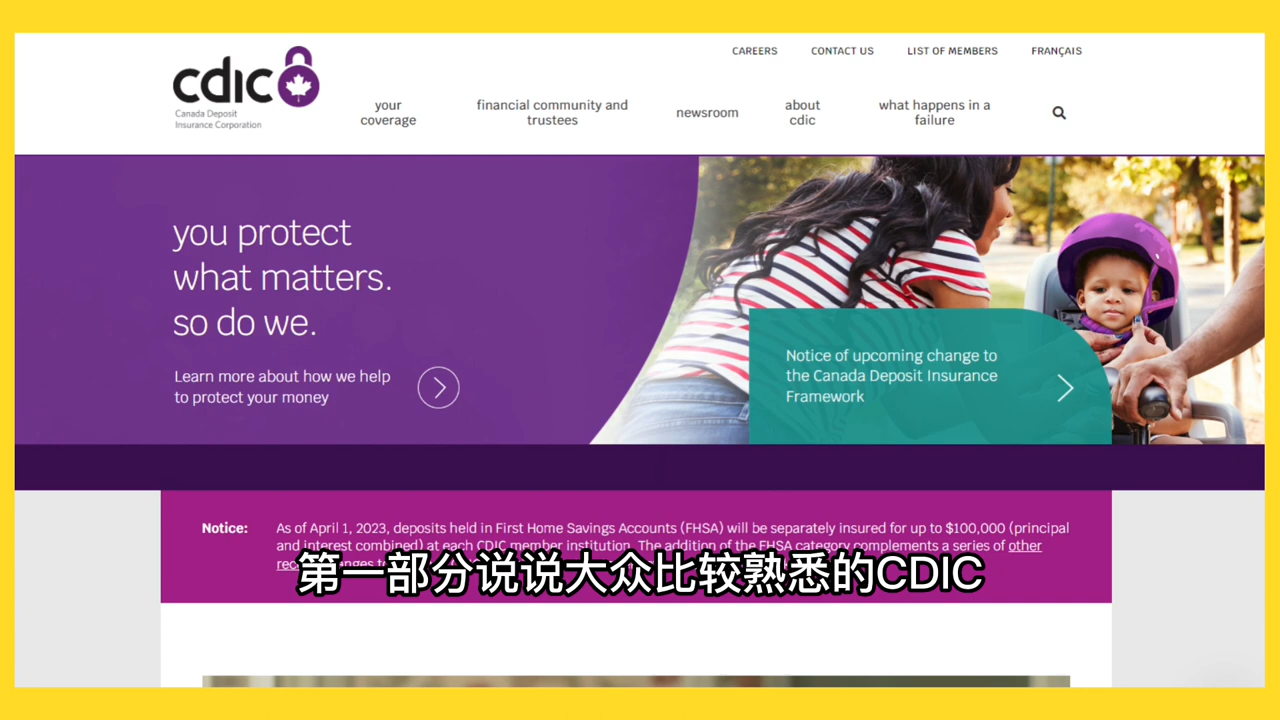 CAREERS CONTACT US LIST OF MEMBERS FRANÇAIS
cdic
Canada Deposit
Insurance Corporation
your
coverage
financial community and
trustees
newsroom
about
cdic
what happens in a
failure
you protect
what matters.
so do we.
Learn more about how we help
to protect your money
Notice of upcoming change to
the Canada Deposit Insurance
Framework
Notice: As of April 1, 2023, deposits held in First Home Savings Accounts (FHSA) will be separately insured for up to $100,000 (principal
and interest combined) at each CDIC member institution. The addition of the FHSA category complements a series of other
第一部分说说大众比较熟悉的CDIC